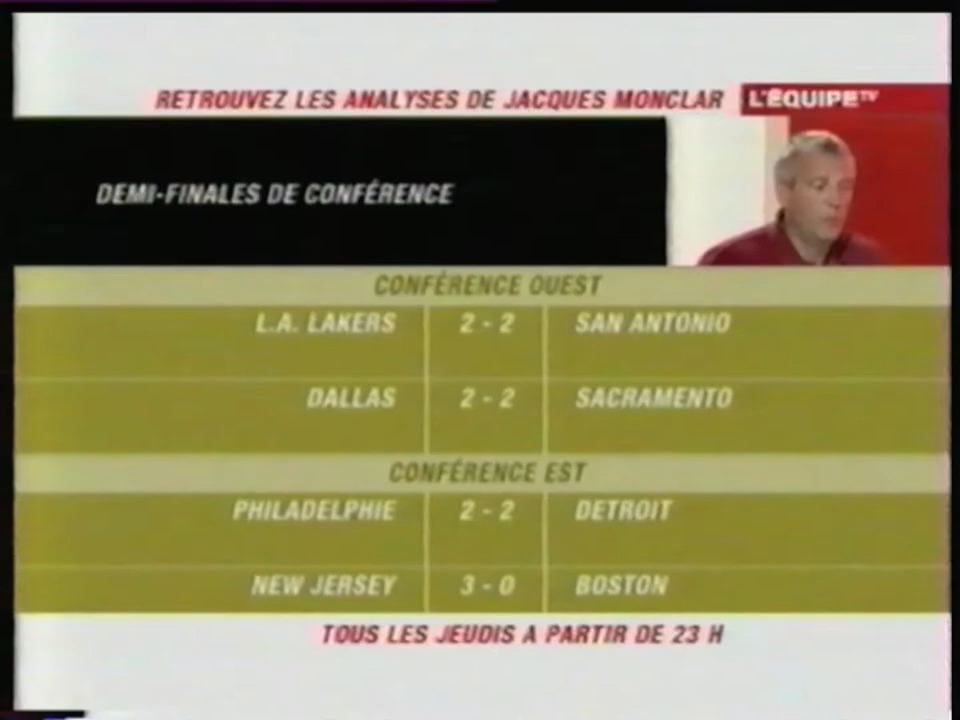 RETROUVEZ LES ANALYSES DE JACQUES MONCLAR L'ÉQUIPE TV
DEMI-FINALES DE CONFÉRENCE
CONFÉRENCE OUEST
L.A. LAKERS 2 - 2 SAN ANTONIO
DALLAS 2 - 2 SACRAMENTO
CONFÉRENCE EST
PHILADELPHIE 2 - 2 DETROIT
NEW JERSEY 3 - 0 BOSTON
TOUS LES JEUDIS A PARTIR DE 23 H